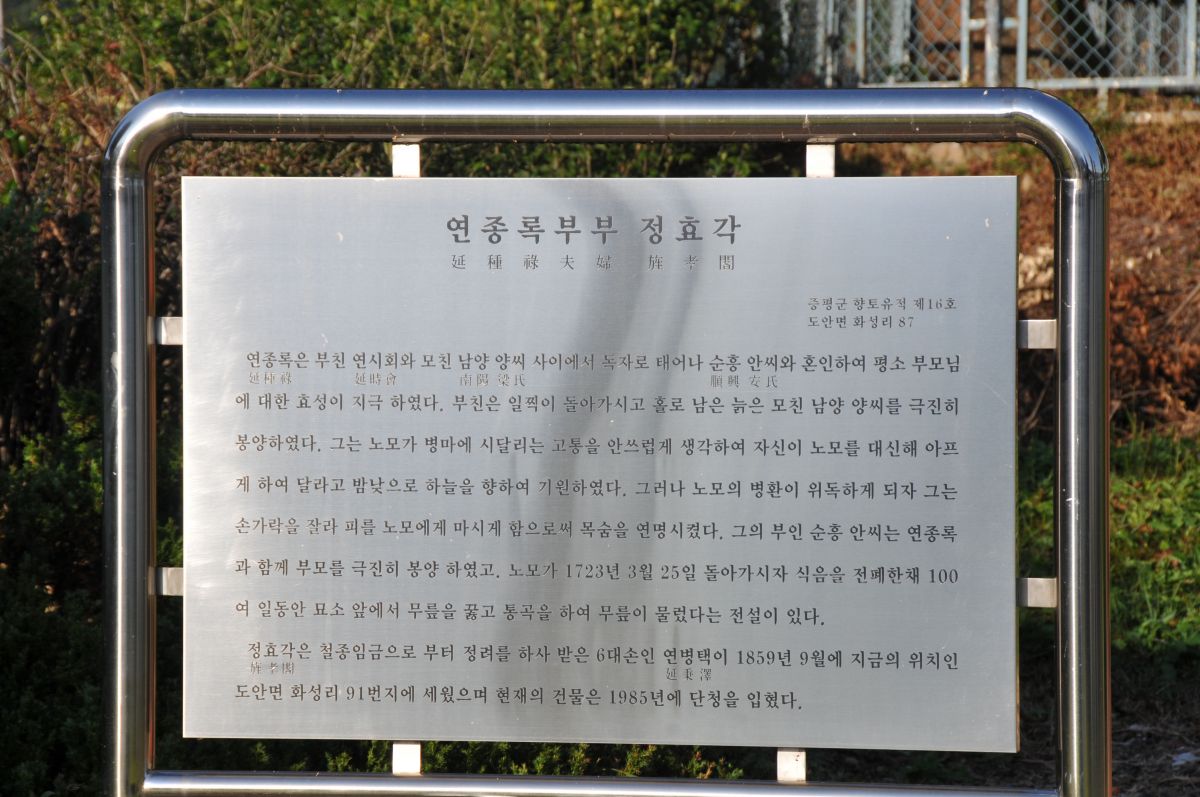 연종록부부 정효각
延種祿夫婦 旌孝閣
증평군 향토유적 제16호
도안면 화성리 87
연종록은 부친 연시회와 모친 남양 양씨 사이에서 독자로 태어나 순흥 안씨와 혼인하여 평소 부모님
延種祿 延時會 南陽 梁氏 順興 安氏
에 대한 효성이 지극 하였다. 부친은 일찍이 돌아가시고 홀로 남은 늙은 모친 남양 양씨를 극진히
봉양하였다. 그는 노모가 병마에 시달리는 고통을 안쓰럽게 생각하여 자신이 노모를 대신해 아프
게 하여 달라고 밤낮으로 하늘을 향하여 기원하였다. 그러나 노모의 병환이 위독하게 되자 그는
손가락을 잘라 피를 노모에게 마시게 함으로써 목숨을 연명시켰다. 그의 부인 순흥 안씨는 연종록
과 함께 부모를 극진히 봉양 하였고. 노모가 1723년 3월 25일 돌아가시자 식음을 전폐한채 100
여 일동안 묘소 앞에서 무릎을 꿇고 통곡을 하여 무릎이 물렀다는 전설이 있다.
정효각은 철종임금으로 부터 정려를 하사 받은 6대손인 연병택이 1859년 9월에 지금의 위치인
旌孝閣 延秉澤
도안면 화성리 91번지에 세웠으며 현재의 건물은 1985년에 단청을 입혔다.